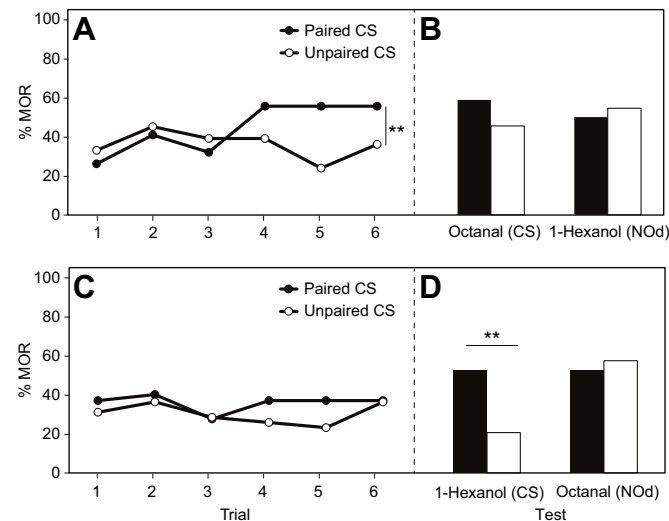 A
B
Paired CS
Unpaired CS
% MOR
100
80
60
40
20
0
**
1 2 3 4 5 6
Octanal (CS) 1-Hexanol (NOd)
C
D
Paired CS
Unpaired CS
% MOR
100
80
60
40
20
0
**
1 2 3 4 5 6
1-Hexanol (CS) Octanal (NOd)
Trial
Test